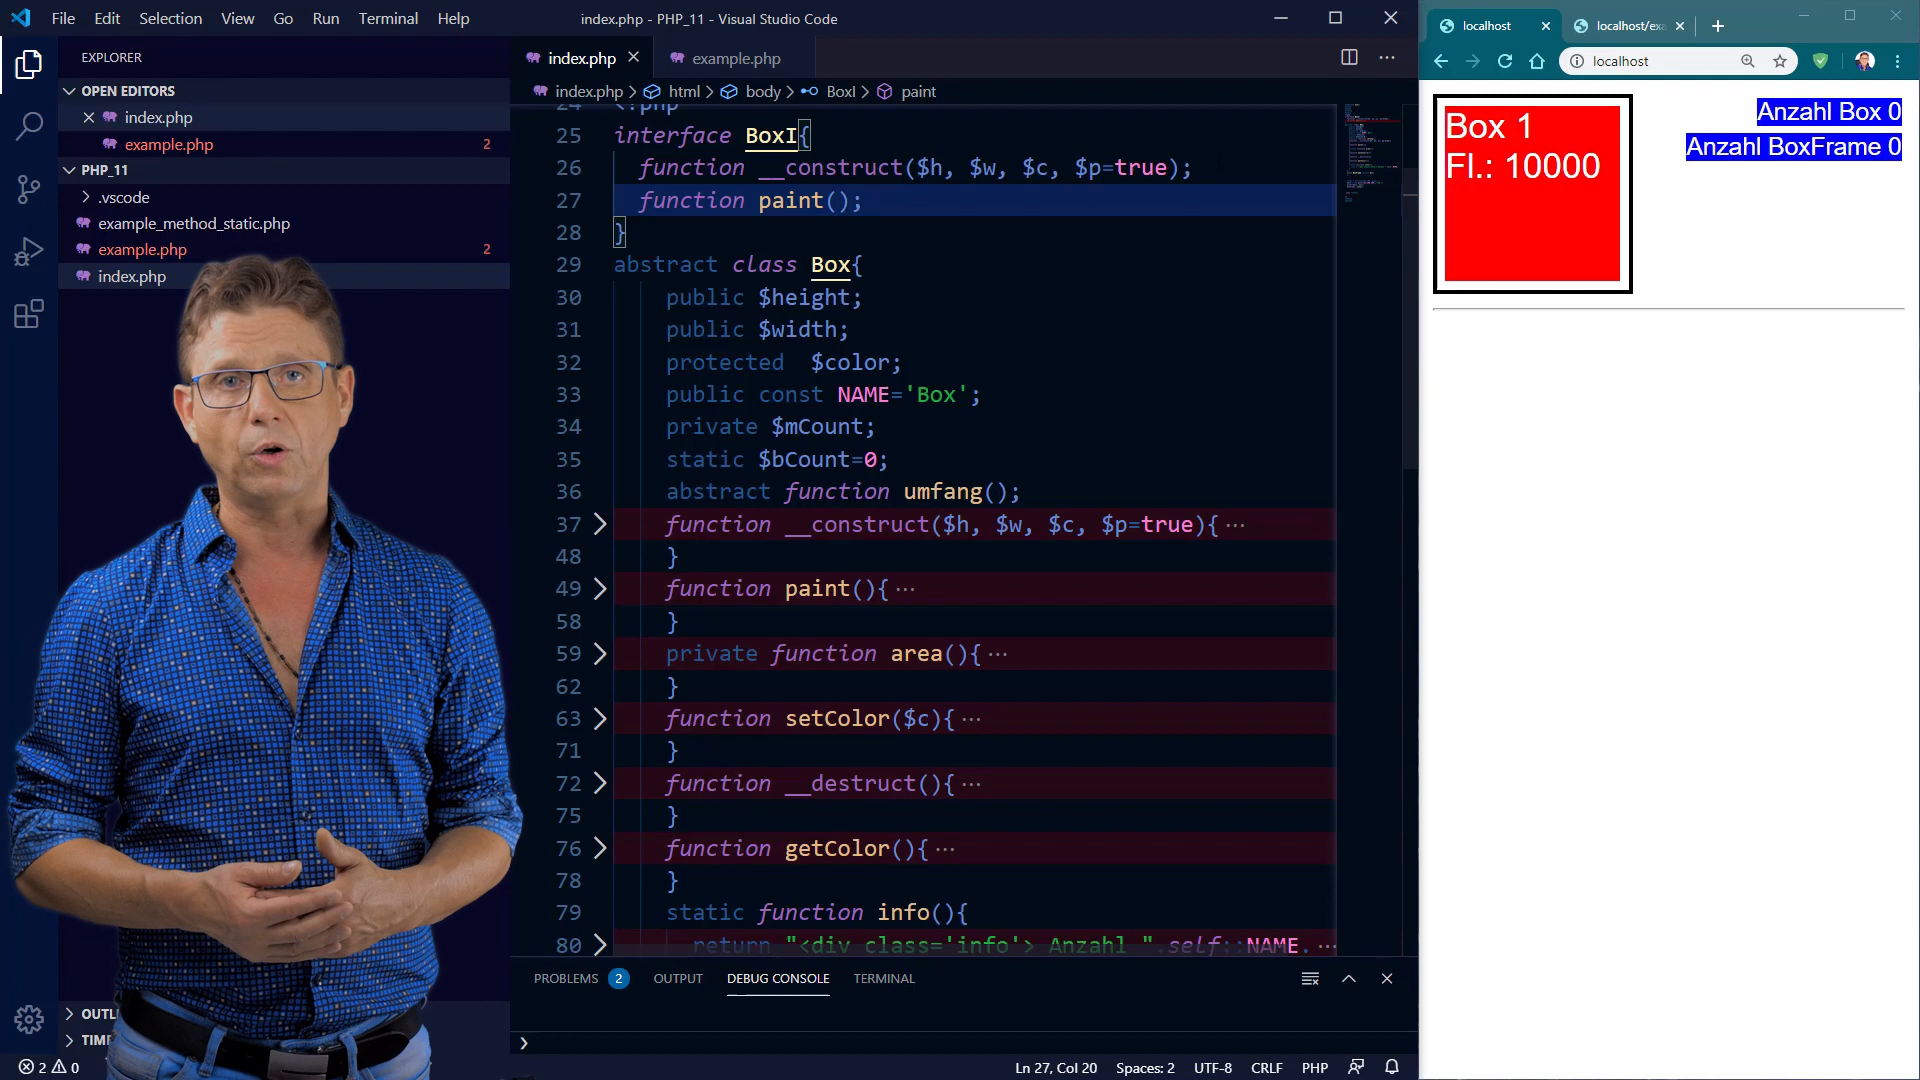 File Edit Selection View Go Run Terminal Help
index.php - PHP_11 - Visual Studio Code
EXPLORER
OPEN EDITORS
index.php
example.php 2
PHP_11
.vscode
example_method_static.php
example.php 2
index.php
OUTL
TIME
index.php
example.php
index.php > html > body > BoxI > paint
24 <?php
25 interface BoxI{
26 function __construct($h, $w, $c, $p=true);
27 function paint();
28 }
29 abstract class Box{
30 public $height;
31 public $width;
32 protected $color;
33 public const NAME='Box';
34 private $mCount;
35 static $bCount=0;
36 abstract function umfang();
37 function __construct($h, $w, $c, $p=true){ ···
48 }
49 function paint(){ ···
58 }
59 private function area(){ ···
62 }
63 function setColor($c){ ···
71 }
72 function __destruct(){ ···
75 }
76 function getColor(){ ···
78 }
79 static function info(){
80 return "<div class='info'> Anzahl ".self::NAME. ···
PROBLEMS 2 OUTPUT DEBUG CONSOLE TERMINAL
2 0
Ln 27, Col 20 Spaces: 2 UTF-8 CRLF PHP
localhost
localhost/exa
localhost
Box 1
Fl.: 10000
Anzahl Box 0
Anzahl BoxFrame 0